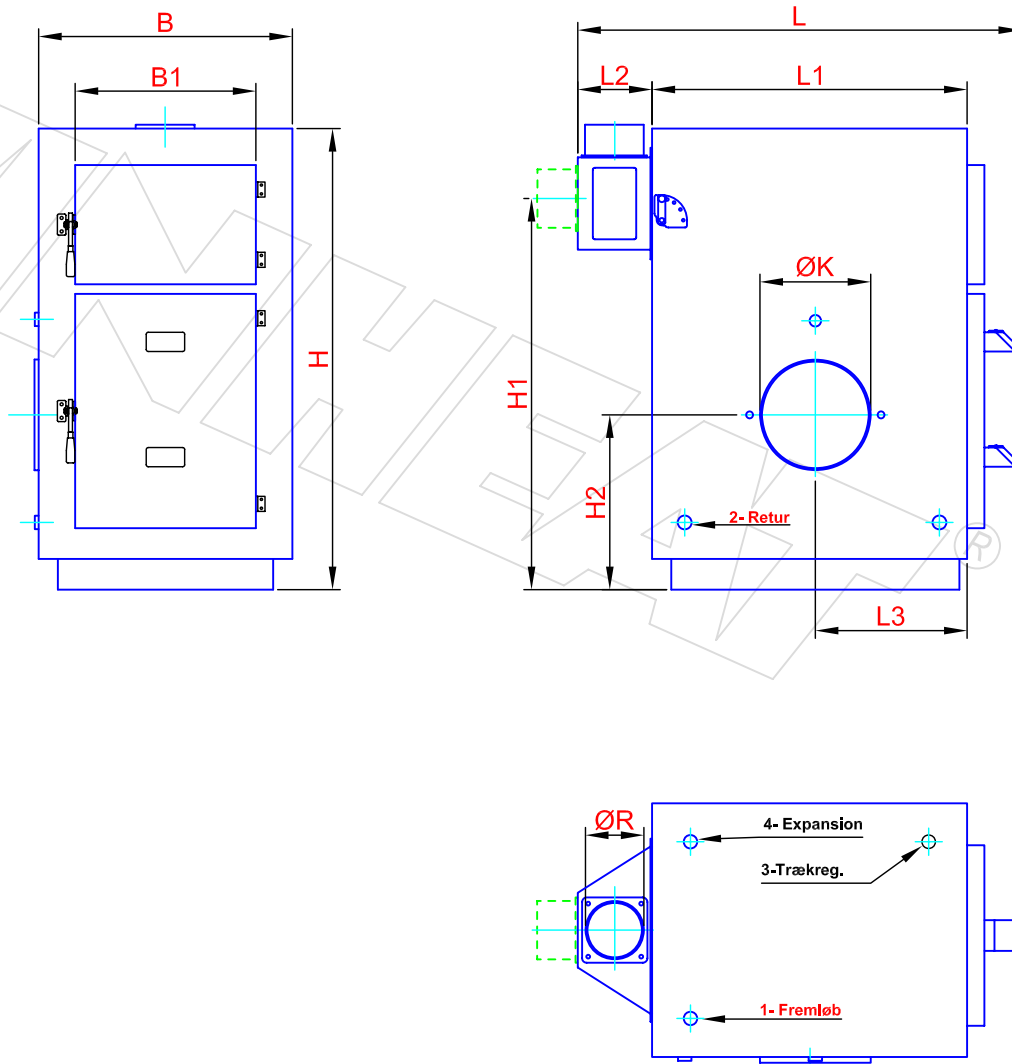 B
B1
H
L
L2
L1
ØK
H1
H2
2- Retur
L3
®
ØR
4- Expansion
3-Trækreg.
1- Fremløb